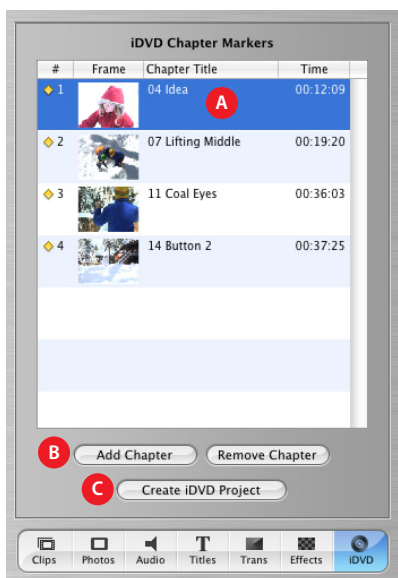 iDVD Chapter Markers
# Frame Chapter Title Time
1 04 Idea A 00:12:09
2 07 Lifting Middle 00:19:20
3 11 Coal Eyes 00:36:03
4 14 Button 2 00:37:25
B Add Chapter Remove Chapter
C Create iDVD Project
T
Clips Photos Audio Titles Trans Effects iDVD